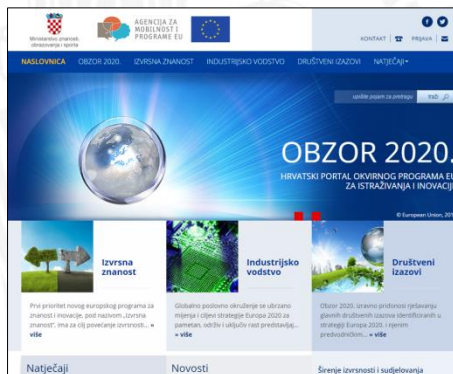 Ministarstvo znanosti,
obrazovanja i sporta
AGENCIJA ZA
MOBILNOST I
PROGRAME EU
KONTAKT
PRIJAVA
NASLOVNICA
OBZOR 2020.
IZVRSNA ZNANOST
INDUSTRIJSKO VODSTVO
DRUŠTVENI IZAZOVI
NATJEČAJI
upišite pojam za pretragu
traži
OBZOR 2020.
HRVATSKI PORTAL OKVIRNOG PROGRAMA EU
ZA ISTRAŽIVANJA I INOVACIJE
© European Union, 201
Izvrsna
znanost
Prvi prioritet novog europskog programa za
znanost i inovacije, pod nazivom „Izvrsna
znanost", ima za cilj povećanje izvrsnosti... »
više
Industrijsko
vodstvo
Globalno poslovno okruženje se ubrzano
mijenja i ciljevi strategije Europa 2020 za
pametan, održiv i uključiv rast predstavljaj... »
više
Društveni
izazovi
Obzor 2020. izravno pridonosi rješavanju
glavnih društvenih izazova identificiranih u
strategiji Europa 2020. i njenim
predvodničkim... » više
Natječaji
Novosti
Širenje izvrsnosti i sudjelovanja